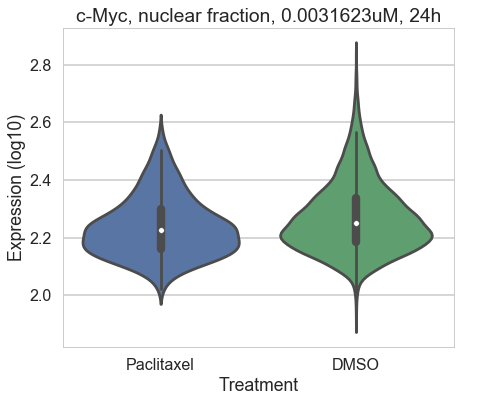 c-Myc, nuclear fraction, 0.0031623uM, 24h
Expression (log10)
2.8
2.6
2.4
2.2
2.0
Paclitaxel
DMSO
Treatment